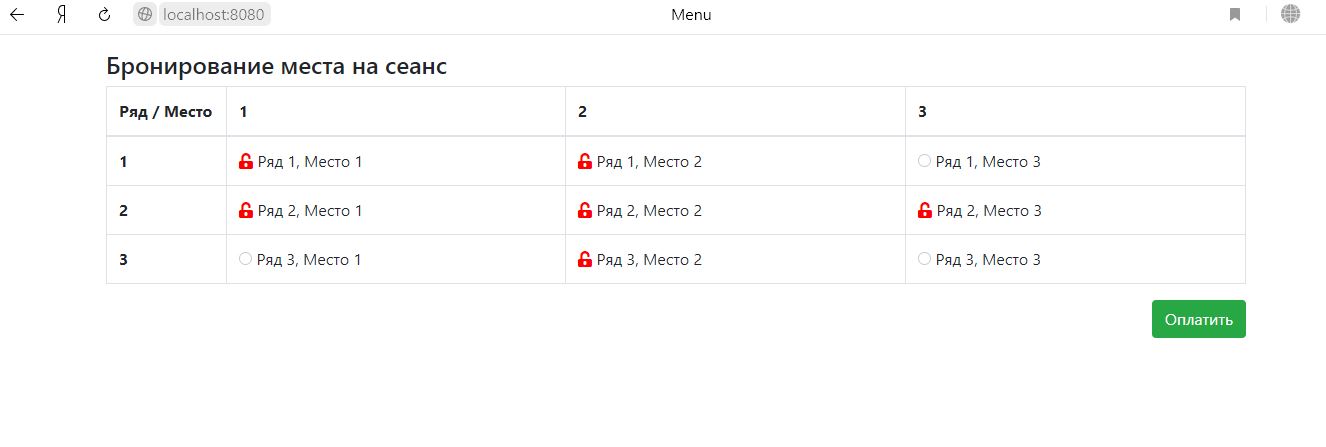 Я localhost:8080 Menu
Бронирование места на сеанс
Ряд / Место 1 2 3
1 Ряд 1, Место 1 Ряд 1, Место 2 Ряд 1, Место 3
2 Ряд 2, Место 1 Ряд 2, Место 2 Ряд 2, Место 3
3 Ряд 3, Место 1 Ряд 3, Место 2 Ряд 3, Место 3
Оплатить